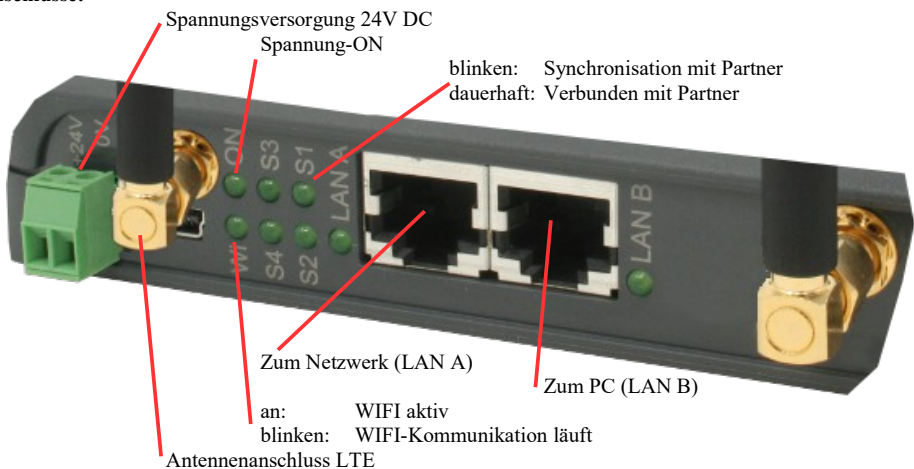 Spannungsversorgung 24V DC
Spannung-ON
blinken: Synchronisation mit Partner
dauerhaft: Verbunden mit Partner
+24V
0V
ON
S3
S1
LAN A
LAN B
WI
S4
S2
Zum Netzwerk (LAN A)
Zum PC (LAN B)
an: WIFI aktiv
blinken: WIFI-Kommunikation läuft
Antennenanschluss LTE